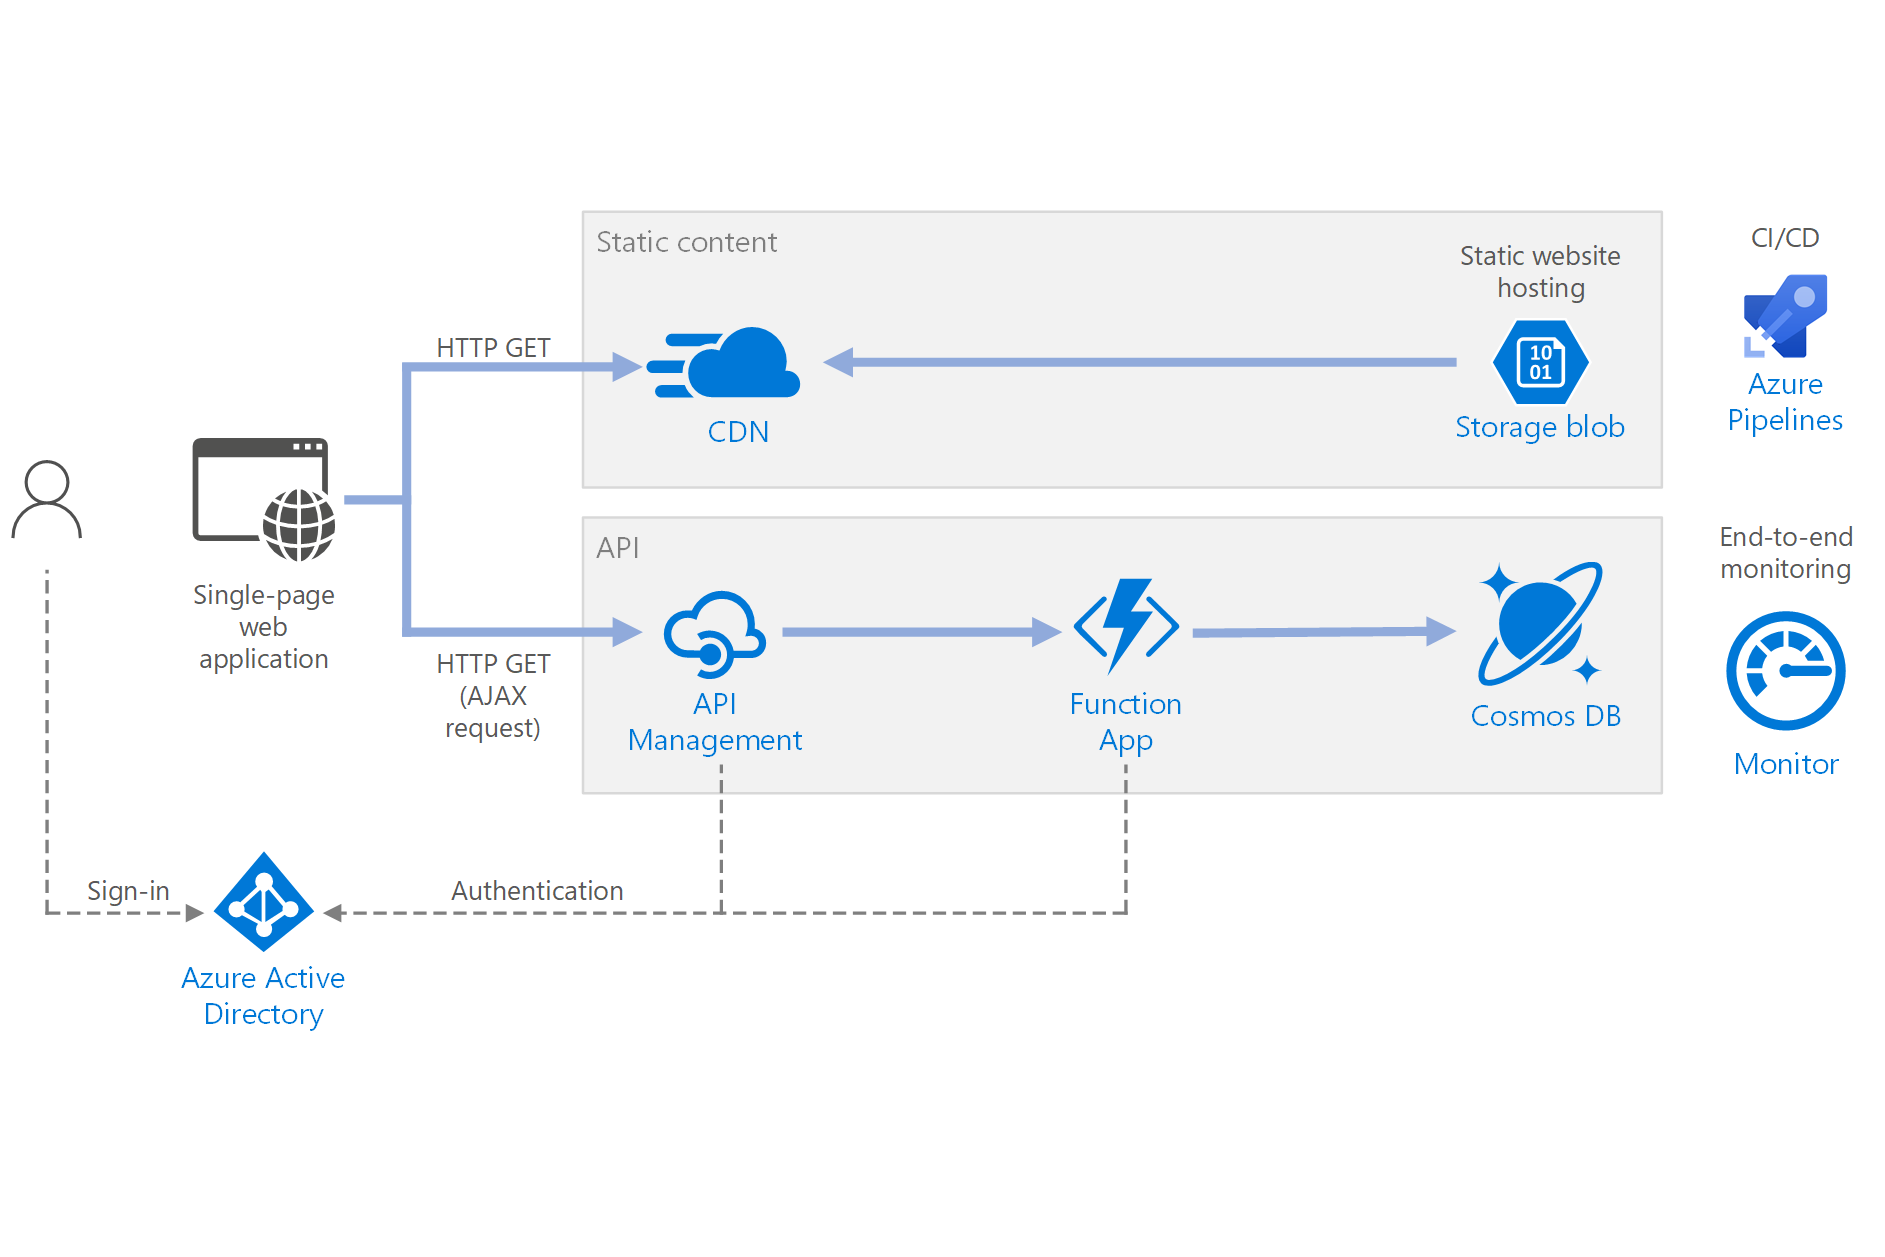 Static content
Static website
hosting
CI/CD
HTTP GET
10
01
CDN
Storage blob
Azure
Pipelines
Single-page
web
application
API
HTTP GET
(AJAX
request)
API
Management
Function
App
Cosmos DB
End-to-end
monitoring
Monitor
Sign-in
Authentication
Azure Active
Directory